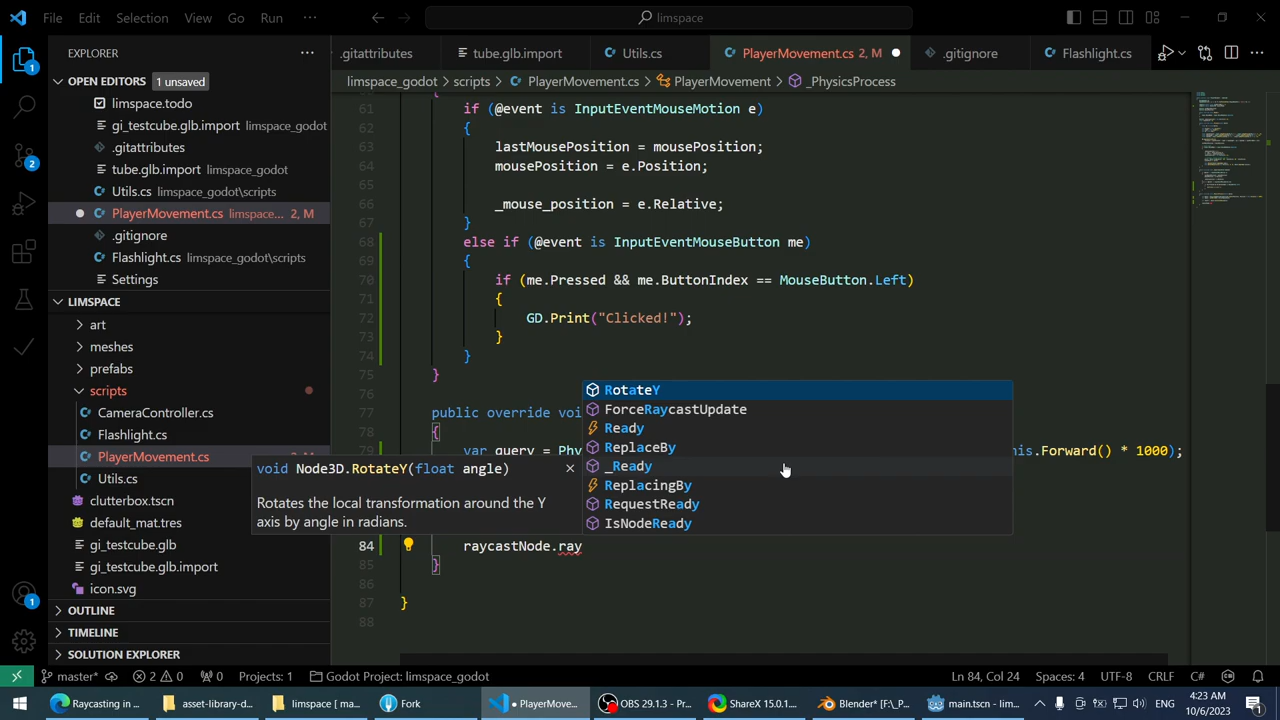 File Edit Selection View Go Run ··· limspace
EXPLORER ···
.gitattributes tube.glb.import Utils.cs PlayerMovement.cs 2, M .gitignore Flashlight.cs
OPEN EDITORS 1 unsaved
limspace_godot > scripts > PlayerMovement.cs > PlayerMovement > _PhysicsProcess
limspace.todo
gi_testcube.glb.import limspace_godot
.gitattributes
tube.glb.import limspace_godot
Utils.cs limspace_godot\scripts
PlayerMovement.cs limspace... 2, M
.gitignore
Flashlight.cs limspace_godot\scripts
Settings
LIMSPACE
art
meshes
prefabs
scripts
CameraController.cs
Flashlight.cs
PlayerMovement.cs 2, M
Utils.cs
clutterbox.tscn
default_mat.tres
gi_testcube.glb
gi_testcube.glb.import
icon.svg
OUTLINE
TIMELINE
SOLUTION EXPLORER
61 if (@event is InputEventMouseMotion e)
62 {
63 lastMousePosition = mousePosition;
64 mousePosition = e.Position;
65
66 _mouse_position = e.Relative;
67 }
68 else if (@event is InputEventMouseButton me)
69 {
70 if (me.Pressed && me.ButtonIndex == MouseButton.Left)
71 {
72 GD.Print("Clicked!");
73 }
74 }
75 }
76
77 public override voi
78 {
79 var query = Phy his.Forward() * 1000);
84 raycastNode.ray
85 }
86
87 }
88
RotateY
ForceRaycastUpdate
Ready
ReplaceBy
_Ready
ReplacingBy
RequestReady
IsNodeReady
void Node3D.RotateY(float angle)
Rotates the local transformation around the Y
axis by angle in radians.
master* 2 0 0 Projects: 1 Godot Project: limspace_godot Ln 84, Col 24 Spaces: 4 UTF-8 CRLF C#
Raycasting in ... asset-library-d... limspace [ ma... Fork PlayerMove... OBS 29.1.3 - Pr... ShareX 15.0.1... Blender* [F:\_P... main.tscn - lim... ENG 4:23 AM
10/6/2023